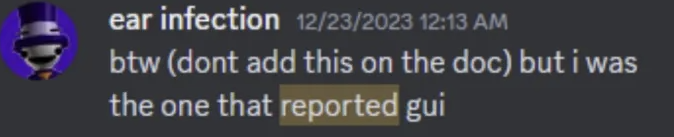 ear infection 12/23/2023 12:13 AM
btw (dont add this on the doc) but i was
the one that reported gui